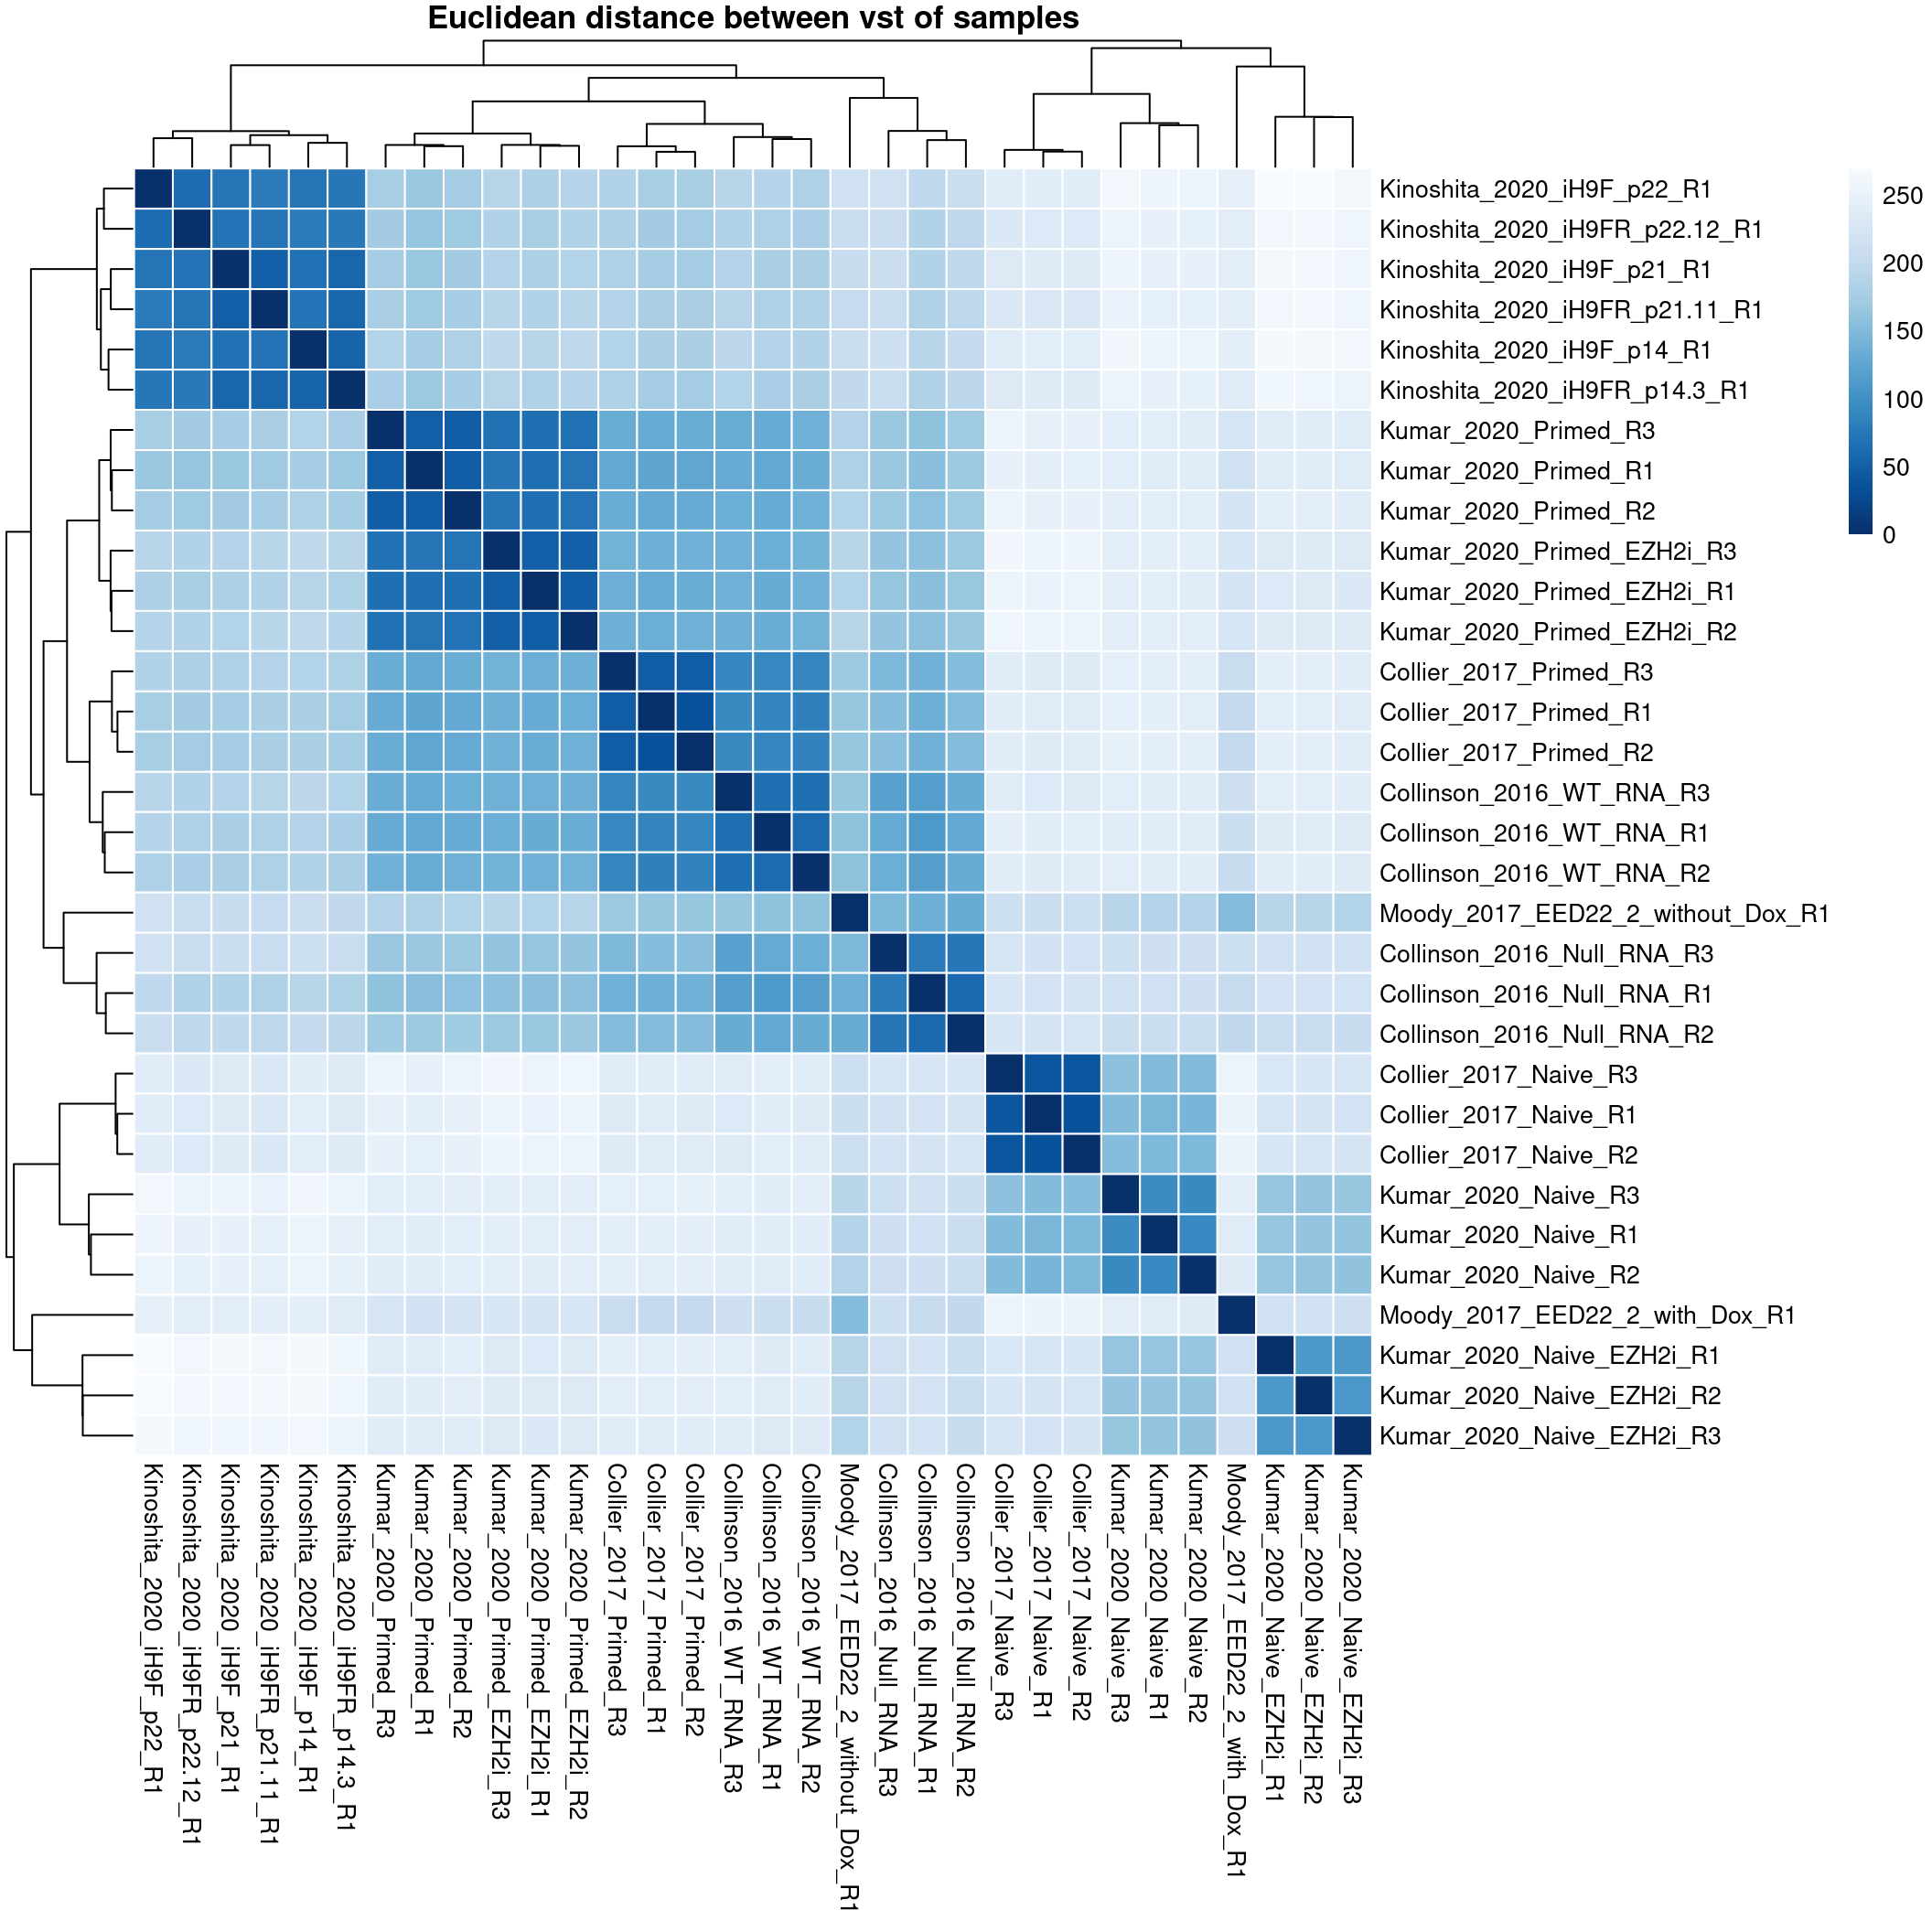 Euclidean distance between vst of samples
Kinoshita_2020_iH9F_p22_R1
Kinoshita_2020_iH9FR_p22.12_R1
Kinoshita_2020_iH9F_p21_R1
Kinoshita_2020_iH9FR_p21.11_R1
Kinoshita_2020_iH9F_p14_R1
Kinoshita_2020_iH9FR_p14.3_R1
Kumar_2020_Primed_R3
Kumar_2020_Primed_R1
Kumar_2020_Primed_R2
Kumar_2020_Primed_EZH2i_R3
Kumar_2020_Primed_EZH2i_R1
Kumar_2020_Primed_EZH2i_R2
Collier_2017_Primed_R3
Collier_2017_Primed_R1
Collier_2017_Primed_R2
Collinson_2016_WT_RNA_R3
Collinson_2016_WT_RNA_R1
Collinson_2016_WT_RNA_R2
Moody_2017_EED22_2_without_Dox_R1
Collinson_2016_Null_RNA_R3
Collinson_2016_Null_RNA_R1
Collinson_2016_Null_RNA_R2
Collier_2017_Naive_R3
Collier_2017_Naive_R1
Collier_2017_Naive_R2
Kumar_2020_Naive_R3
Kumar_2020_Naive_R1
Kumar_2020_Naive_R2
Moody_2017_EED22_2_with_Dox_R1
Kumar_2020_Naive_EZH2i_R1
Kumar_2020_Naive_EZH2i_R2
Kumar_2020_Naive_EZH2i_R3
250
200
150
100
50
0
Kinoshita_2020_iH9F_p22_R1
Kinoshita_2020_iH9FR_p22.12_R1
Kinoshita_2020_iH9F_p21_R1
Kinoshita_2020_iH9FR_p21.11_R1
Kinoshita_2020_iH9F_p14_R1
Kinoshita_2020_iH9FR_p14.3_R1
Kumar_2020_Primed_R3
Kumar_2020_Primed_R1
Kumar_2020_Primed_R2
Kumar_2020_Primed_EZH2i_R3
Kumar_2020_Primed_EZH2i_R1
Kumar_2020_Primed_EZH2i_R2
Collier_2017_Primed_R3
Collier_2017_Primed_R1
Collier_2017_Primed_R2
Collinson_2016_WT_RNA_R3
Collinson_2016_WT_RNA_R1
Collinson_2016_WT_RNA_R2
Moody_2017_EED22_2_without_Dox_R1
Collinson_2016_Null_RNA_R3
Collinson_2016_Null_RNA_R1
Collinson_2016_Null_RNA_R2
Collier_2017_Naive_R3
Collier_2017_Naive_R1
Collier_2017_Naive_R2
Kumar_2020_Naive_R3
Kumar_2020_Naive_R1
Kumar_2020_Naive_R2
Moody_2017_EED22_2_with_Dox_R1
Kumar_2020_Naive_EZH2i_R1
Kumar_2020_Naive_EZH2i_R2
Kumar_2020_Naive_EZH2i_R3